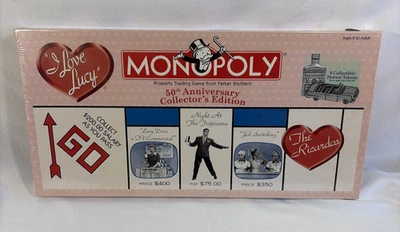 I Love
Lucy
MONOPOLY
Property Trading Game from Parker Brothers
50th Anniversary
Collector's Edition
Ages 8 to Adult
8 Collectible
Pewter Tokens
COLLECT
$200.00 SALARY
AS YOU PASS
GO
"Lucy Does
a TV Commercial"
PRICE $400
Night At
The Tropicana
PAY $75.00
"Job Switching"
PRICE $350
The
Ricardos